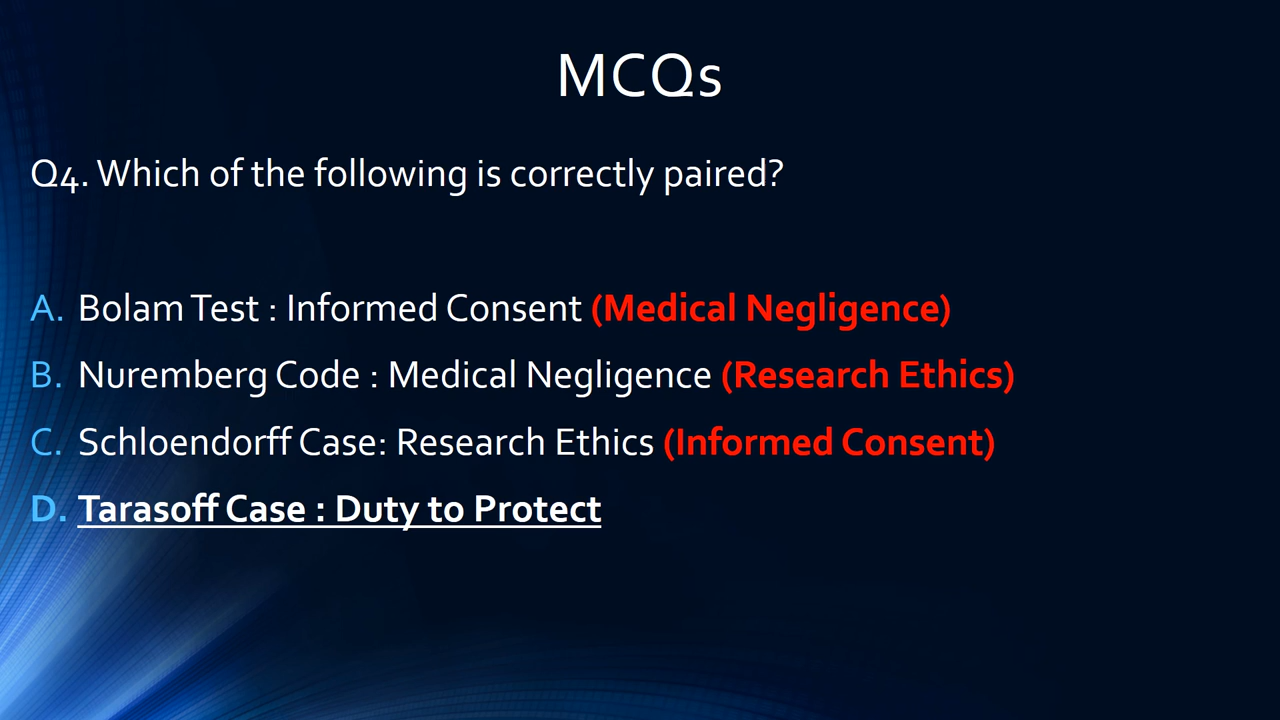 MCQs
Q4. Which of the following is correctly paired?
A. Bolam Test : Informed Consent (Medical Negligence)
B. Nuremberg Code : Medical Negligence (Research Ethics)
C. Schloendorff Case: Research Ethics (Informed Consent)
D. Tarasoff Case : Duty to Protect